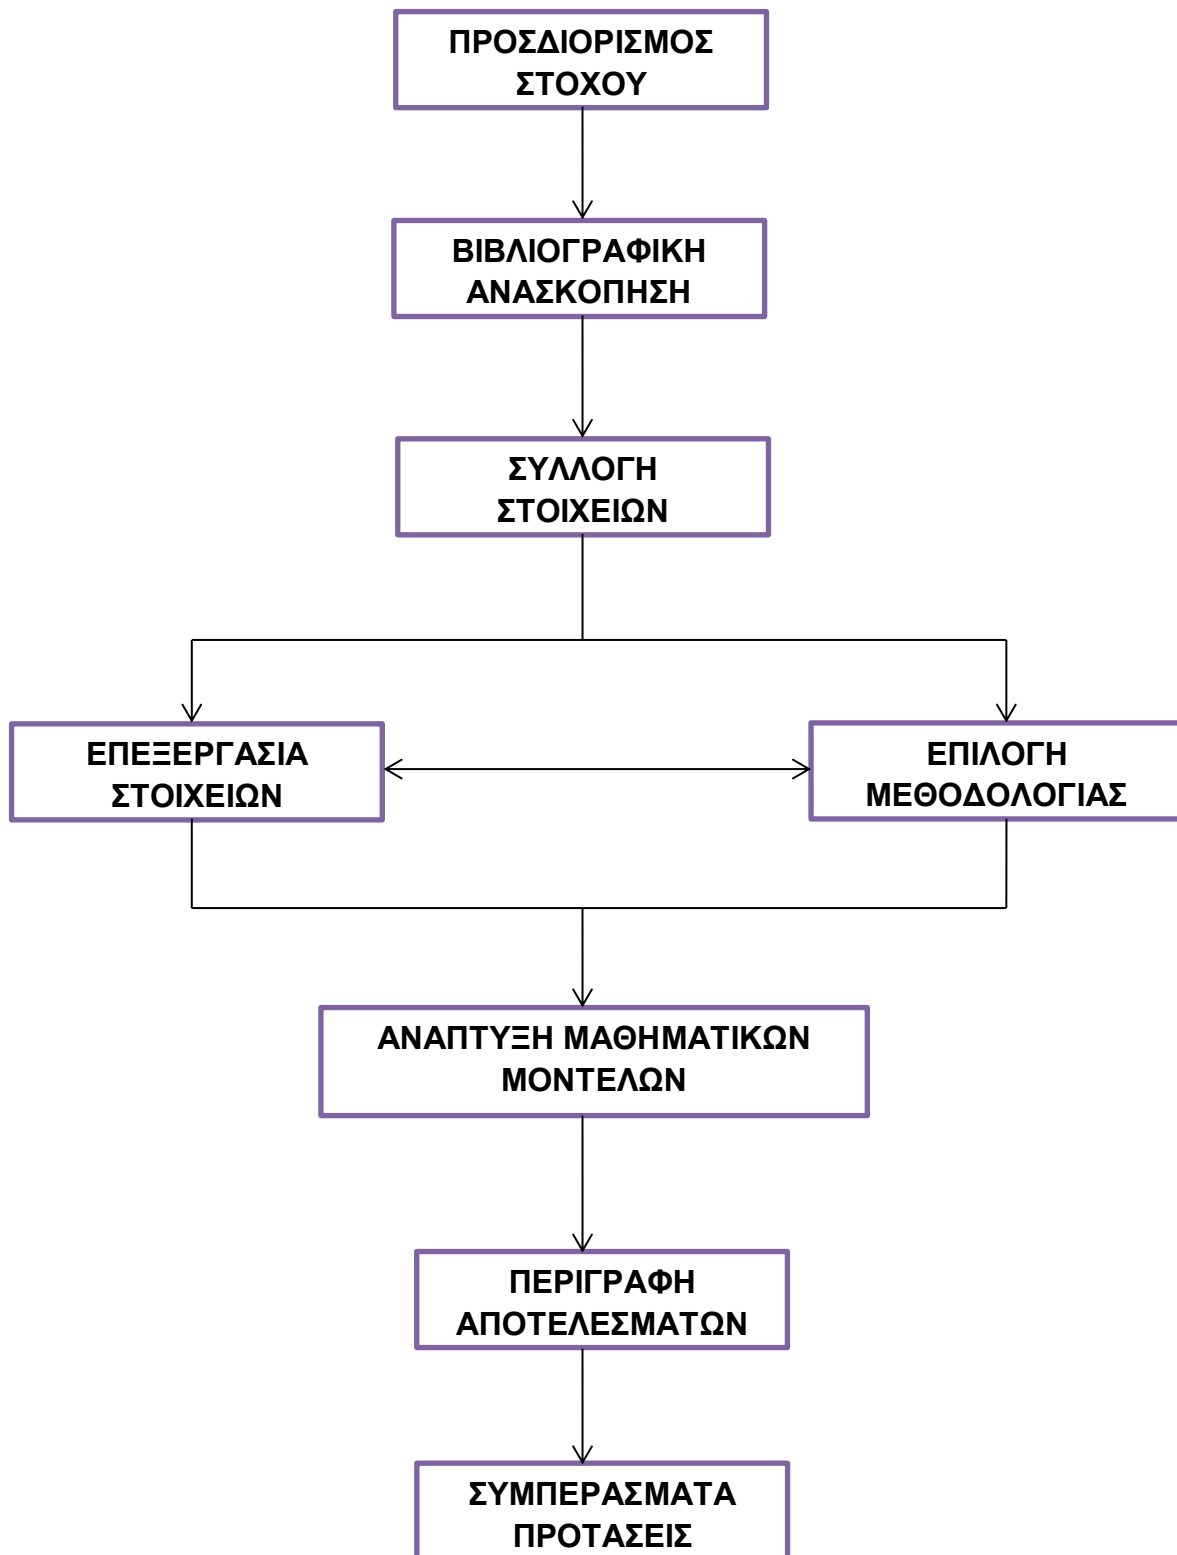 ΠΡΟΣΔΙΟΡΙΣΜΟΣ
ΣΤΟΧΟΥ
ΒΙΒΛΙΟΓΡΑΦΙΚΗ
ΑΝΑΣΚΟΠΗΣΗ
ΣΥΛΛΟΓΗ
ΣΤΟΙΧΕΙΩΝ
ΕΠΕΞΕΡΓΑΣΙΑ
ΣΤΟΙΧΕΙΩΝ
ΕΠΙΛΟΓΗ
ΜΕΘΟΔΟΛΟΓΙΑΣ
ΑΝΑΠΤΥΞΗ ΜΑΘΗΜΑΤΙΚΩΝ
ΜΟΝΤΕΛΩΝ
ΠΕΡΙΓΡΑΦΗ
ΑΠΟΤΕΛΕΣΜΑΤΩΝ
ΣΥΜΠΕΡΑΣΜΑΤΑ
ΠΡΟΤΑΣΕΙΣ